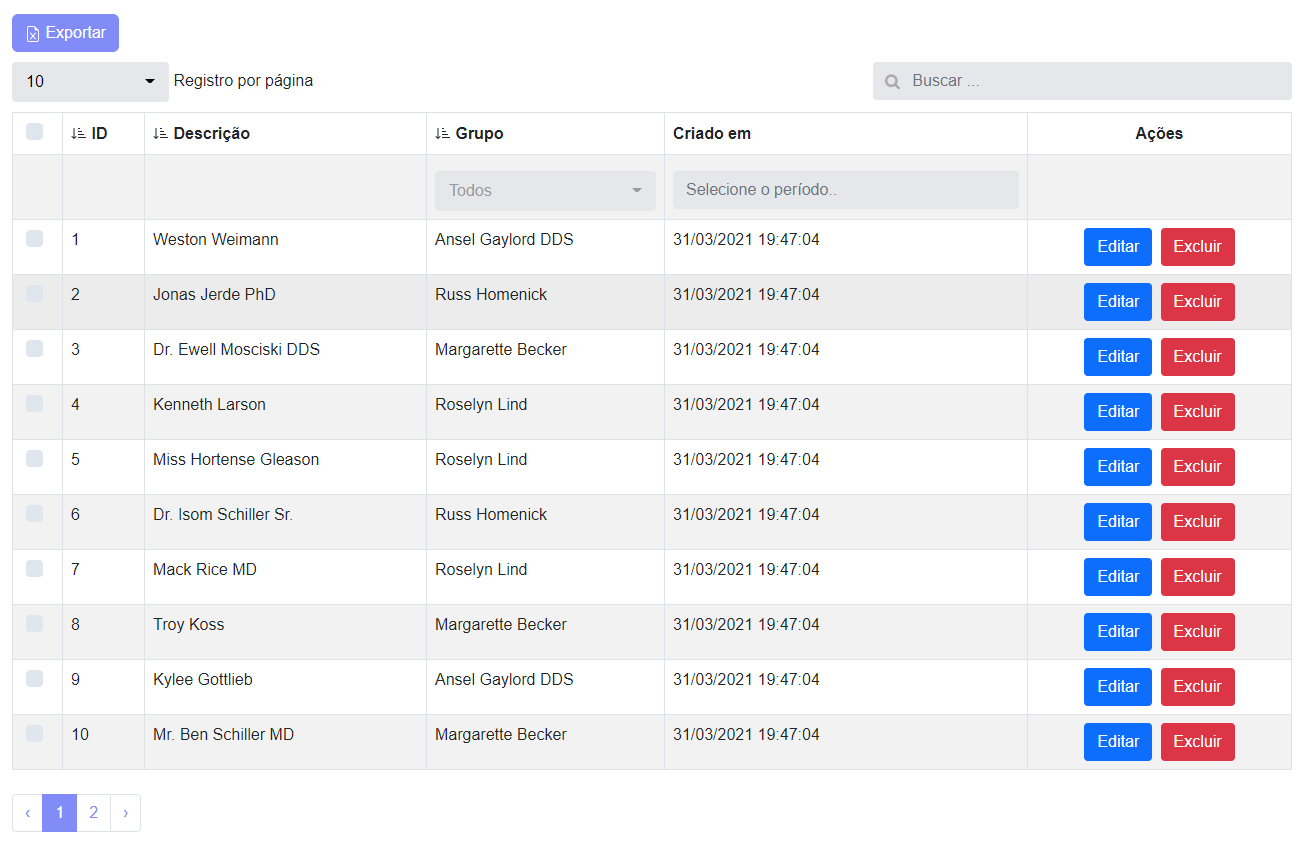 Exportar
10 Registro por página Buscar ...
ID Descrição Grupo Criado em Ações
Todos Selecione o período..
1 Weston Weimann Ansel Gaylord DDS 31/03/2021 19:47:04 Editar Excluir
2 Jonas Jerde PhD Russ Homenick 31/03/2021 19:47:04 Editar Excluir
3 Dr. Ewell Mosciski DDS Margarette Becker 31/03/2021 19:47:04 Editar Excluir
4 Kenneth Larson Roselyn Lind 31/03/2021 19:47:04 Editar Excluir
5 Miss Hortense Gleason Roselyn Lind 31/03/2021 19:47:04 Editar Excluir
6 Dr. Isom Schiller Sr. Russ Homenick 31/03/2021 19:47:04 Editar Excluir
7 Mack Rice MD Roselyn Lind 31/03/2021 19:47:04 Editar Excluir
8 Troy Koss Margarette Becker 31/03/2021 19:47:04 Editar Excluir
9 Kylee Gottlieb Ansel Gaylord DDS 31/03/2021 19:47:04 Editar Excluir
10 Mr. Ben Schiller MD Margarette Becker 31/03/2021 19:47:04 Editar Excluir
‹ 1 2 ›